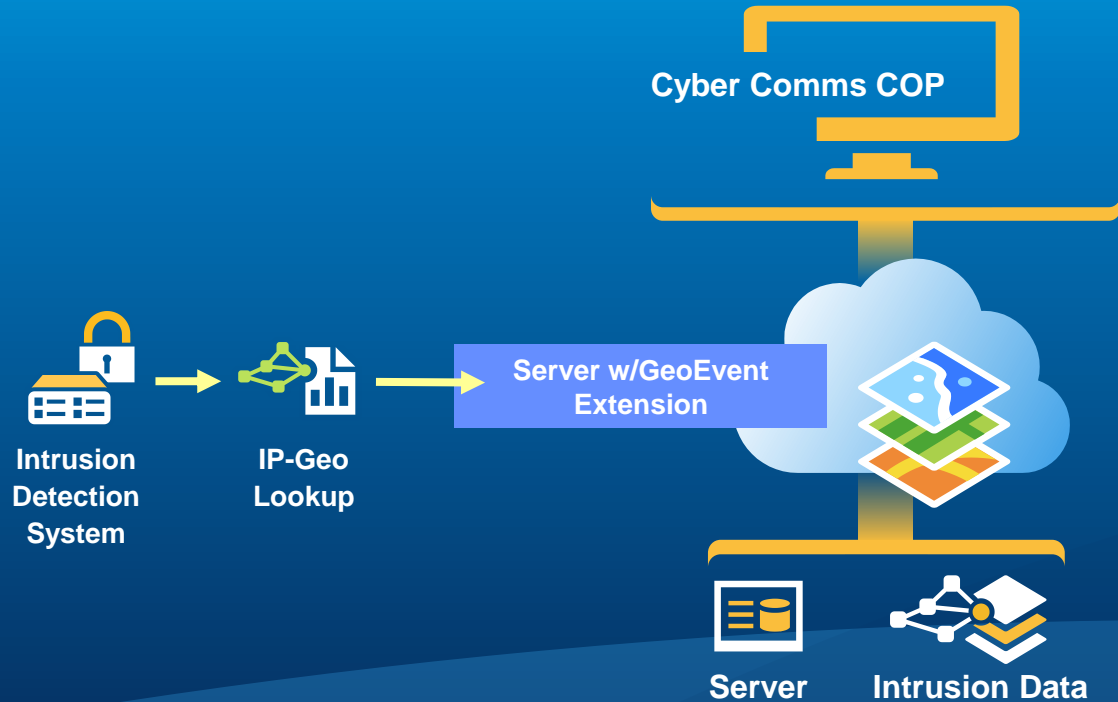 Cyber Comms COP
Server w/GeoEvent
Extension
Intrusion
Detection
System
IP-Geo
Lookup
Server
Intrusion Data